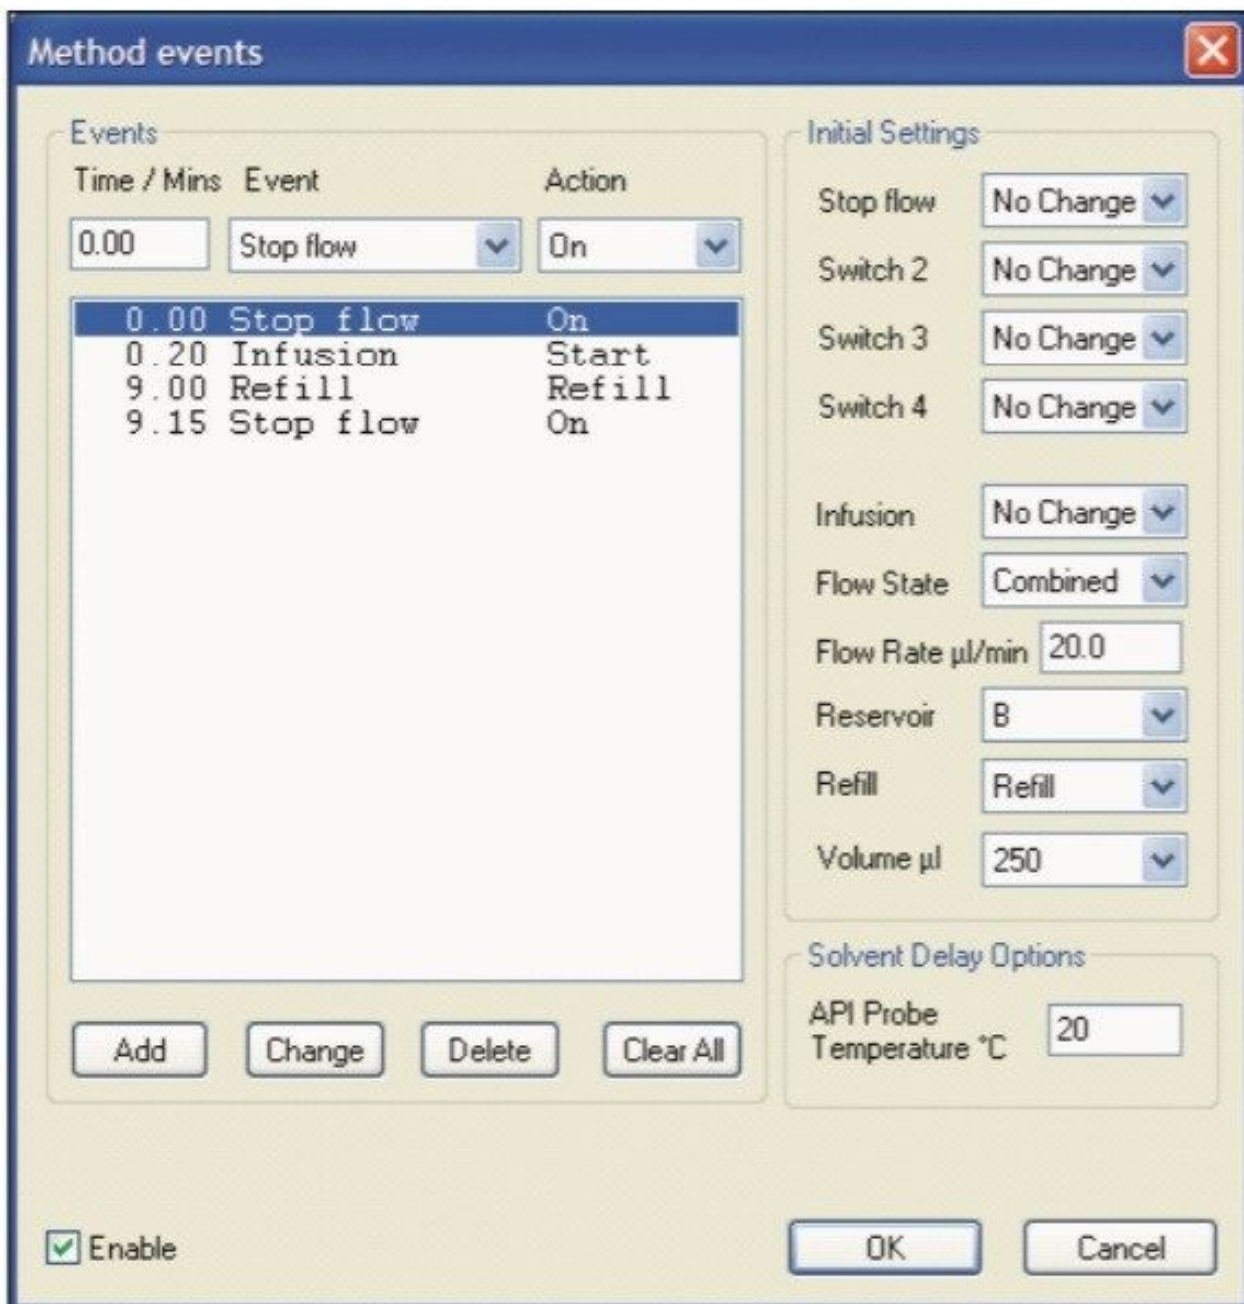 Method events
Events
Time / Mins Event Action
0.00 Stop flow On
0.00 Stop flow On
0.20 Infusion Start
9.00 Refill Refill
9.15 Stop flow On
Add Change Delete Clear All
Initial Settings
Stop flow No Change
Switch 2 No Change
Switch 3 No Change
Switch 4 No Change
Infusion No Change
Flow State Combined
Flow Rate µl/min 20.0
Reservoir B
Refill Refill
Volume µl 250
Solvent Delay Options
API Probe
Temperature °C 20
Enable
OK Cancel